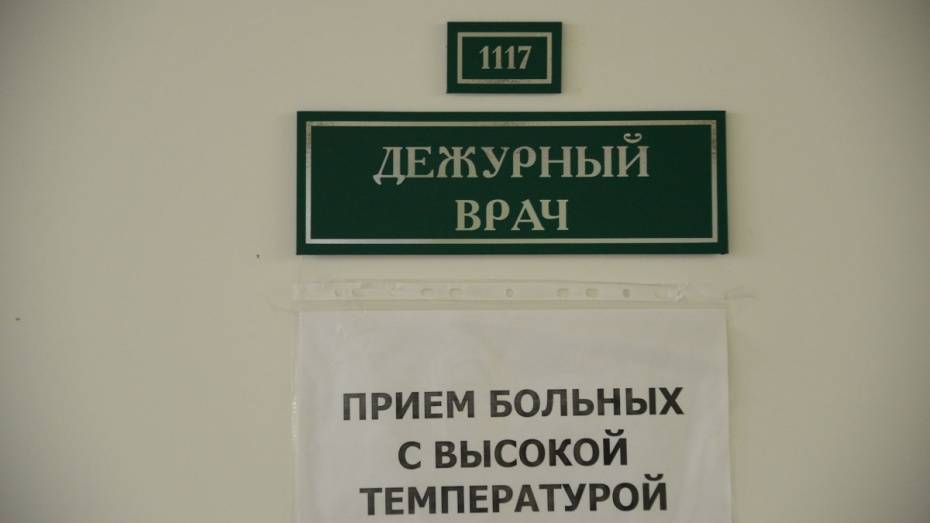 1117
ДЕЖУРНЫЙ
ВРАЧ
ПРИЕМ БОЛЬНЫХ
С ВЫСОКОЙ
ТЕМПЕРАТУРОЙ